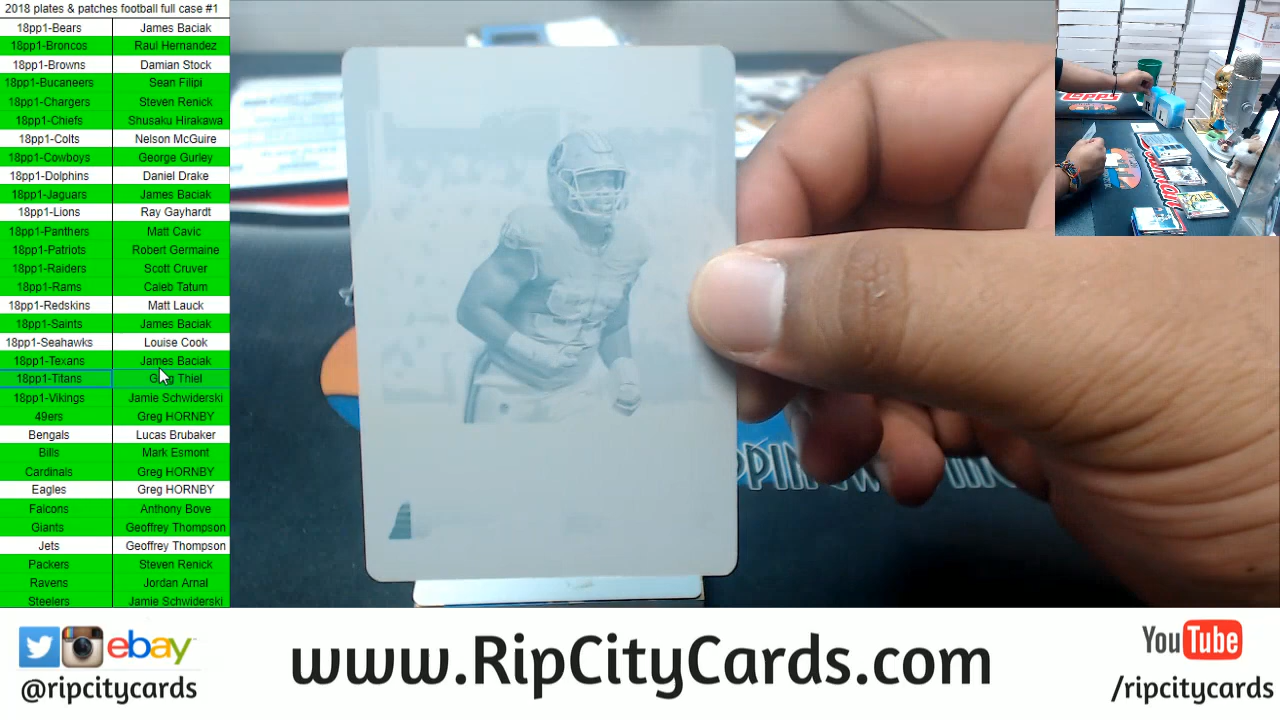 2018 plates & patches football full case #1
18pp1-Bears James Baciak
18pp1-Broncos Raul Hernandez
18pp1-Browns Damian Stock
18pp1-Bucaneers Sean Filipi
18pp1-Chargers Steven Renick
18pp1-Chiefs Shusaku Hirakawa
18pp1-Colts Nelson McGuire
18pp1-Cowboys George Gurley
18pp1-Dolphins Daniel Drake
18pp1-Jaguars James Baciak
18pp1-Lions Ray Gayhardt
18pp1-Panthers Matt Cavic
18pp1-Patriots Robert Germaine
18pp1-Raiders Scott Cruver
18pp1-Rams Caleb Tatum
18pp1-Redskins Matt Lauck
18pp1-Saints James Baciak
18pp1-Seahawks Louise Cook
18pp1-Texans James Baciak
18pp1-Titans Greg Thiel
18pp1-Vikings Jamie Schwiderski
49ers Greg HORNBY
Bengals Lucas Brubaker
Bills Mark Esmont
Cardinals Greg HORNBY
Eagles Greg HORNBY
Falcons Anthony Bove
Giants Geoffrey Thompson
Jets Geoffrey Thompson
Packers Steven Renick
Ravens Jordan Arnal
Steelers Jamie Schwiderski
Topps
Bowman
ebay
@ripcitycards
www.RipCityCards.com
YouTube
/ripcitycards